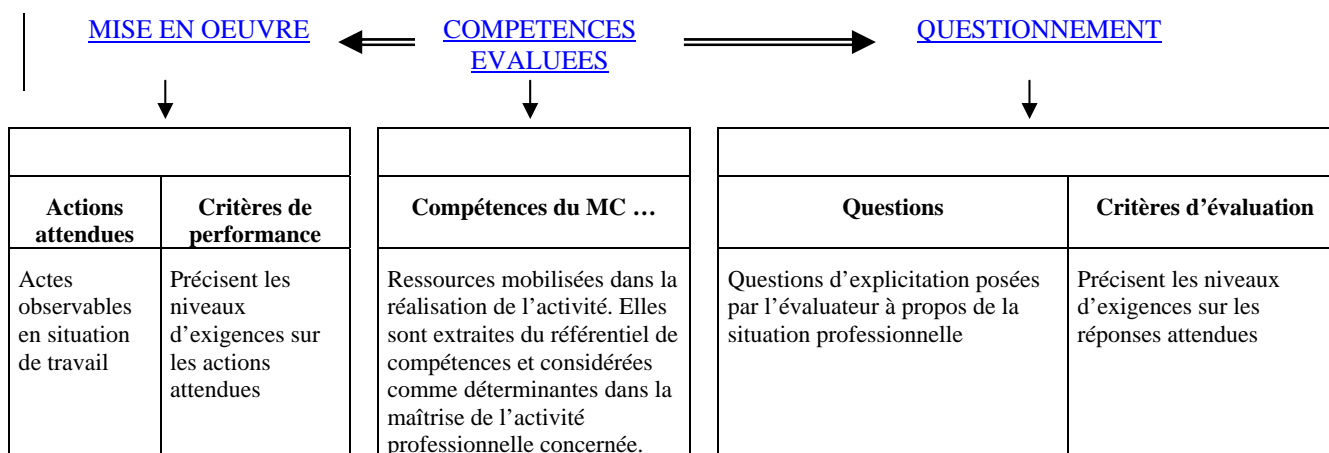 MISE EN OEUVRE
COMPETENCES
EVALUEES
QUESTIONNEMENT
Actions
attendues
Critères de
performance
Compétences du MC …
Questions
Critères d’évaluation
Actes
observables
en situation
de travail
Précisent les
niveaux
d’exigences sur
les actions
attendues
Ressources mobilisées dans la
réalisation de l’activité. Elles
sont extraites du référentiel de
compétences et considérées
comme déterminantes dans la
maîtrise de l’activité
professionnelle concernée.
Questions d’explicitation posées
par l’évaluateur à propos de la
situation professionnelle
Précisent les niveaux
d’exigences sur les
réponses attendues